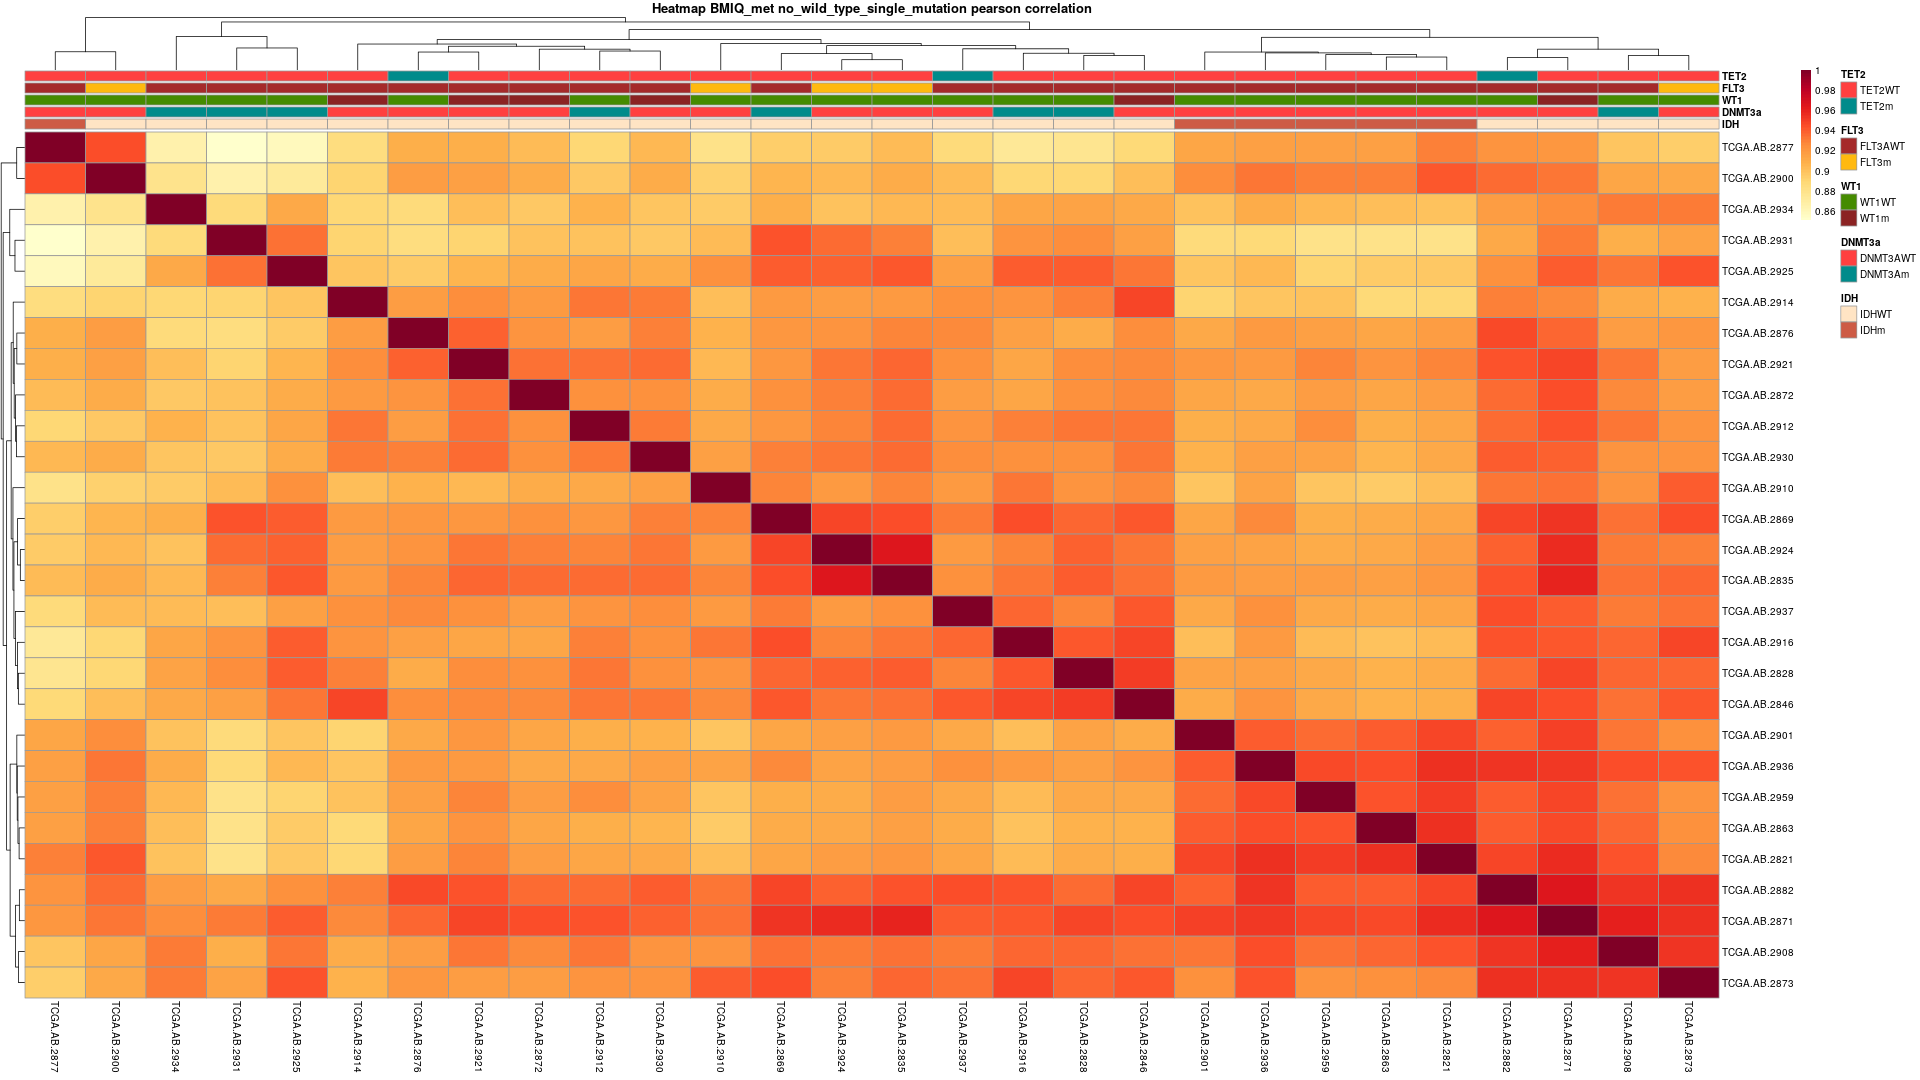 Heatmap BMIQ_met no_wild_type_single_mutation pearson correlation
TET2
FLT3
WT1
DNMT3a
IDH
TCGA.AB.2877
TCGA.AB.2900
TCGA.AB.2934
TCGA.AB.2931
TCGA.AB.2925
TCGA.AB.2914
TCGA.AB.2876
TCGA.AB.2921
TCGA.AB.2872
TCGA.AB.2912
TCGA.AB.2930
TCGA.AB.2910
TCGA.AB.2869
TCGA.AB.2924
TCGA.AB.2835
TCGA.AB.2937
TCGA.AB.2916
TCGA.AB.2828
TCGA.AB.2846
TCGA.AB.2901
TCGA.AB.2936
TCGA.AB.2959
TCGA.AB.2863
TCGA.AB.2821
TCGA.AB.2882
TCGA.AB.2871
TCGA.AB.2908
TCGA.AB.2873
TCGA.AB.2877
TCGA.AB.2900
TCGA.AB.2934
TCGA.AB.2931
TCGA.AB.2925
TCGA.AB.2914
TCGA.AB.2876
TCGA.AB.2921
TCGA.AB.2872
TCGA.AB.2912
TCGA.AB.2930
TCGA.AB.2910
TCGA.AB.2869
TCGA.AB.2924
TCGA.AB.2835
TCGA.AB.2937
TCGA.AB.2916
TCGA.AB.2828
TCGA.AB.2846
TCGA.AB.2901
TCGA.AB.2936
TCGA.AB.2959
TCGA.AB.2863
TCGA.AB.2821
TCGA.AB.2882
TCGA.AB.2871
TCGA.AB.2908
TCGA.AB.2873
1
0.98
0.96
0.94
0.92
0.9
0.88
0.86
TET2
TET2WT
TET2m
FLT3
FLT3AWT
FLT3m
WT1
WT1WT
WT1m
DNMT3a
DNMT3AWT
DNMT3Am
IDH
IDHWT
IDHm